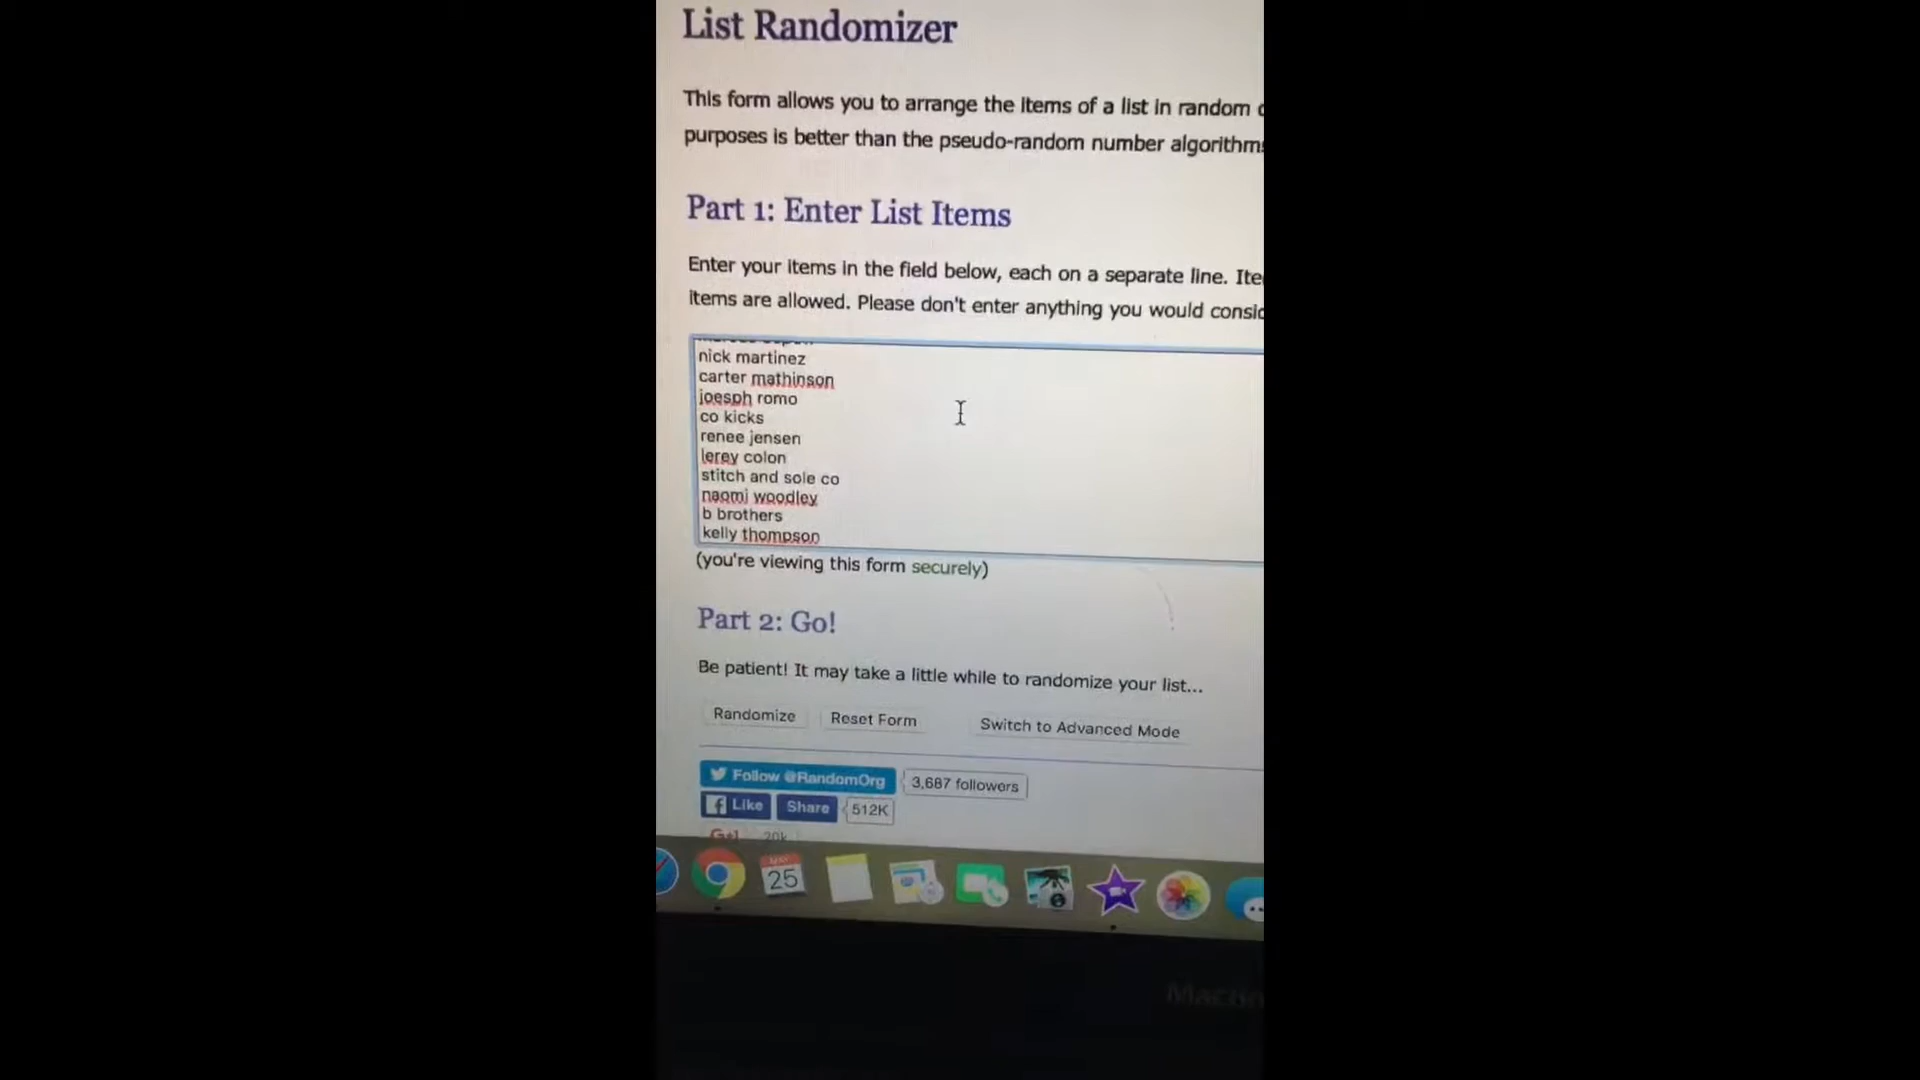 List Randomizer
This form allows you to arrange the items of a list in random
purposes is better than the pseudo-random number algorithms
Part 1: Enter List Items
Enter your items in the field below, each on a separate line.
items are allowed. Please don't enter anything you would
nick martinez
carter mathinson
joesph romo
co kicks
renee jensen
lerey colon
stitch and sole co
naomi woodley
b brothers
kelly thompson
(you're viewing this form securely)
Part 2: Go!
Be patient! It may take a little while to randomize your list...
Randomize Reset Form Switch to Advanced Mode
Follow @RandomOrg 3,687 followers
Like Share 512K
G+1 20k
MAY
25